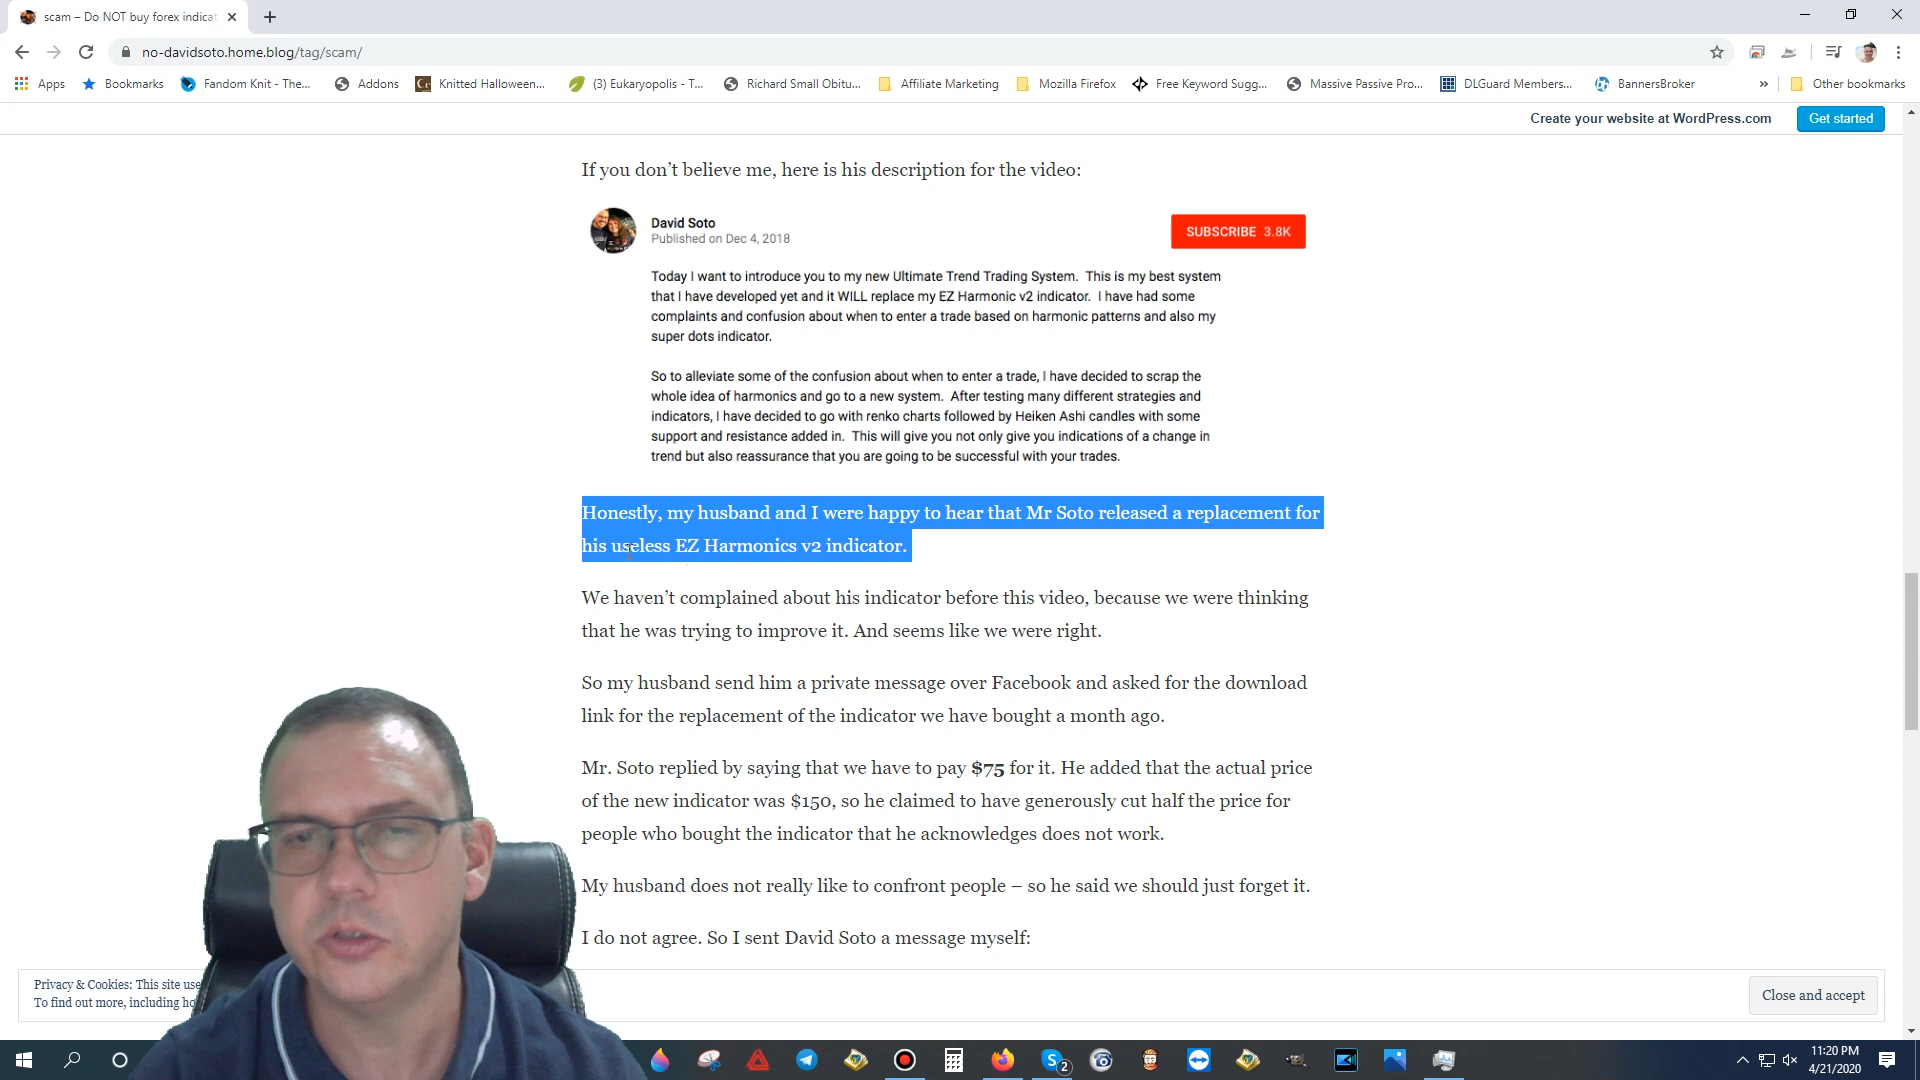 scam – Do NOT buy forex indicat
no-davidsoto.home.blog/tag/scam/
Apps
Bookmarks
Fandom Knit - The...
Addons
Cr
Knitted Halloween...
(3) Eukaryopolis - T...
Richard Small Obitu...
Affiliate Marketing
Mozilla Firefox
Free Keyword Sugg...
Massive Passive Pro...
DLGuard Members...
BannersBroker
»
Other bookmarks
Create your website at WordPress.com
Get started
If you don’t believe me, here is his description for the video:
David Soto
Published on Dec 4, 2018
SUBSCRIBE 3.8K
Today I want to introduce you to my new Ultimate Trend Trading System. This is my best system
that I have developed yet and it WILL replace my EZ Harmonic v2 indicator. I have had some
complaints and confusion about when to enter a trade based on harmonic patterns and also my
super dots indicator.
So to alleviate some of the confusion about when to enter a trade, I have decided to scrap the
whole idea of harmonics and go to a new system. After testing many different strategies and
indicators, I have decided to go with renko charts followed by Heiken Ashi candles with some
support and resistance added in. This will give you not only give you indications of a change in
trend but also reassurance that you are going to be successful with your trades.
Honestly, my husband and I were happy to hear that Mr Soto released a replacement for
his useless EZ Harmonics v2 indicator.
We haven’t complained about his indicator before this video, because we were thinking
that he was trying to improve it. And seems like we were right.
So my husband send him a private message over Facebook and asked for the download
link for the replacement of the indicator we have bought a month ago.
Mr. Soto replied by saying that we have to pay $75 for it. He added that the actual price
of the new indicator was $150, so he claimed to have generously cut half the price for
people who bought the indicator that he acknowledges does not work.
My husband does not really like to confront people – so he said we should just forget it.
I do not agree. So I sent David Soto a message myself:
Privacy & Cookies: This site use
To find out more, including ho
Close and accept
S
2
11:20 PM
4/21/2020